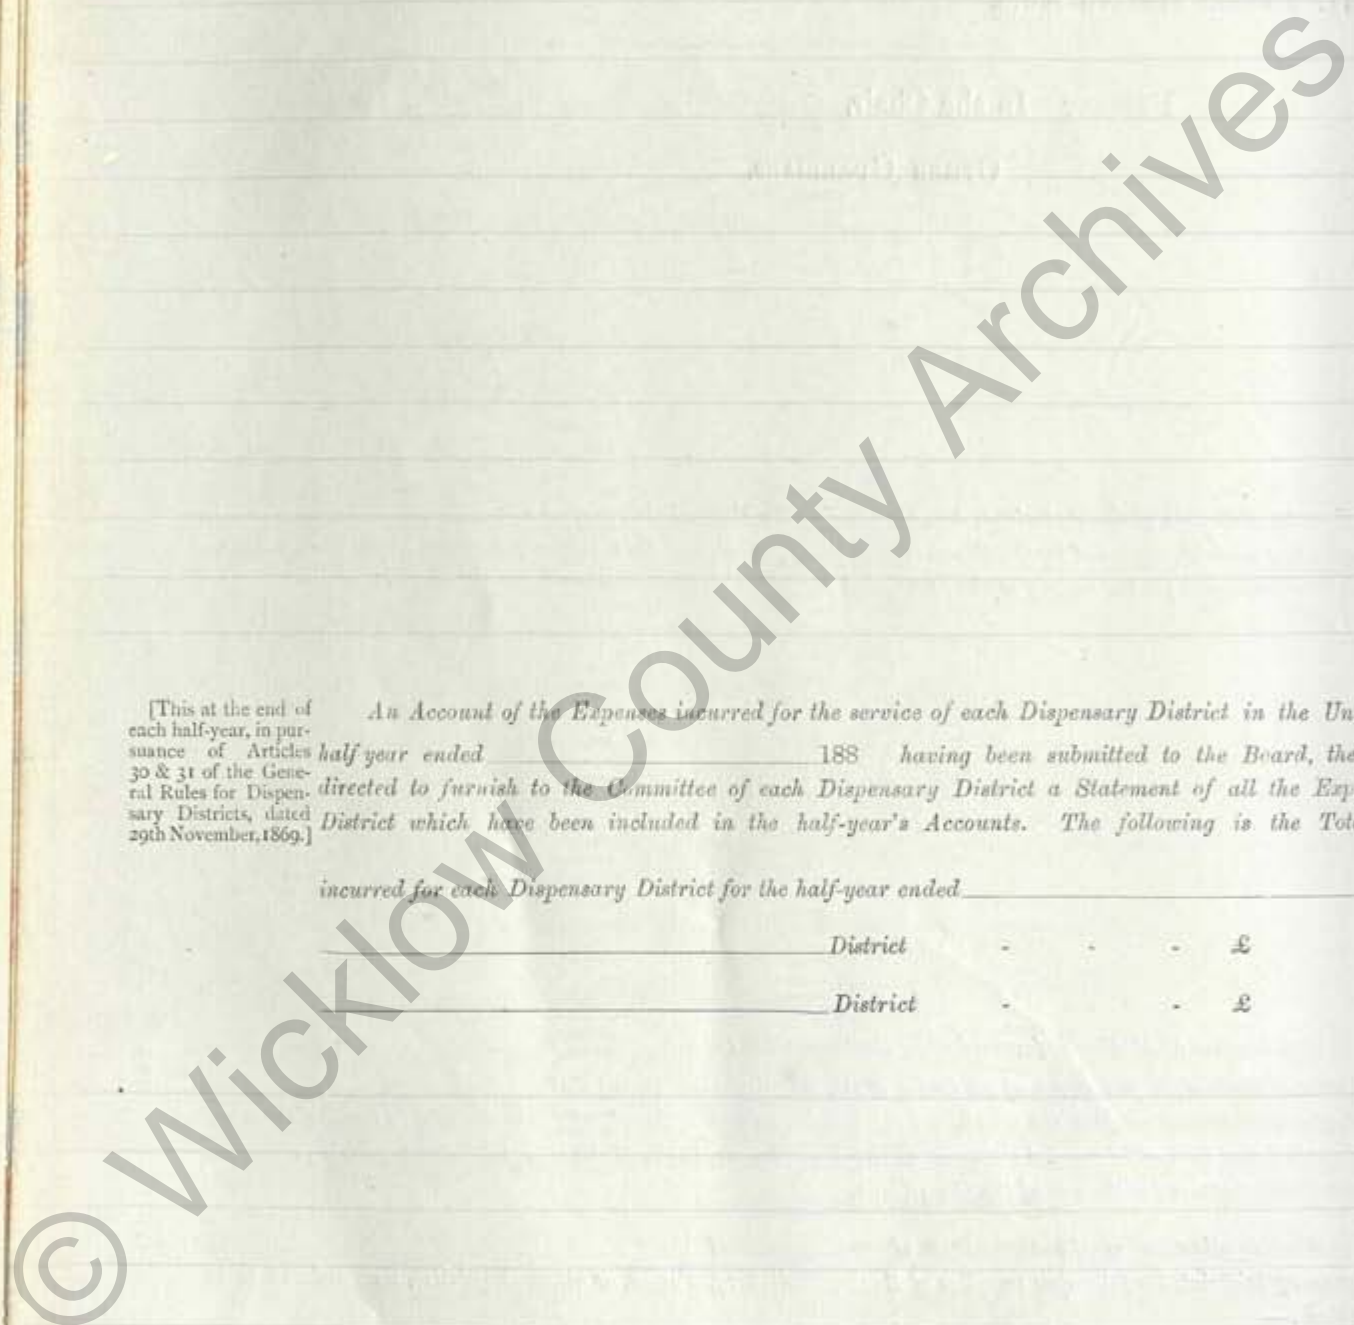 [This at the end of
each half-year, in pur-
suance of Articles
30 & 31 of the Gene-
ral Rules for Dispen-
sary Districts, dated
29th November, 1869.]
An Account of the Expenses incurred for the service of each Dispensary District in the Un
half year ended 188 having been submitted to the Board, the
directed to furnish to the Committee of each Dispensary District a Statement of all the Exp
District which have been included in the half-year's Accounts. The following is the Tot
incurred for each Dispensary District for the half-year ended
District - - - £
District - - £
© Wicklow County Archives